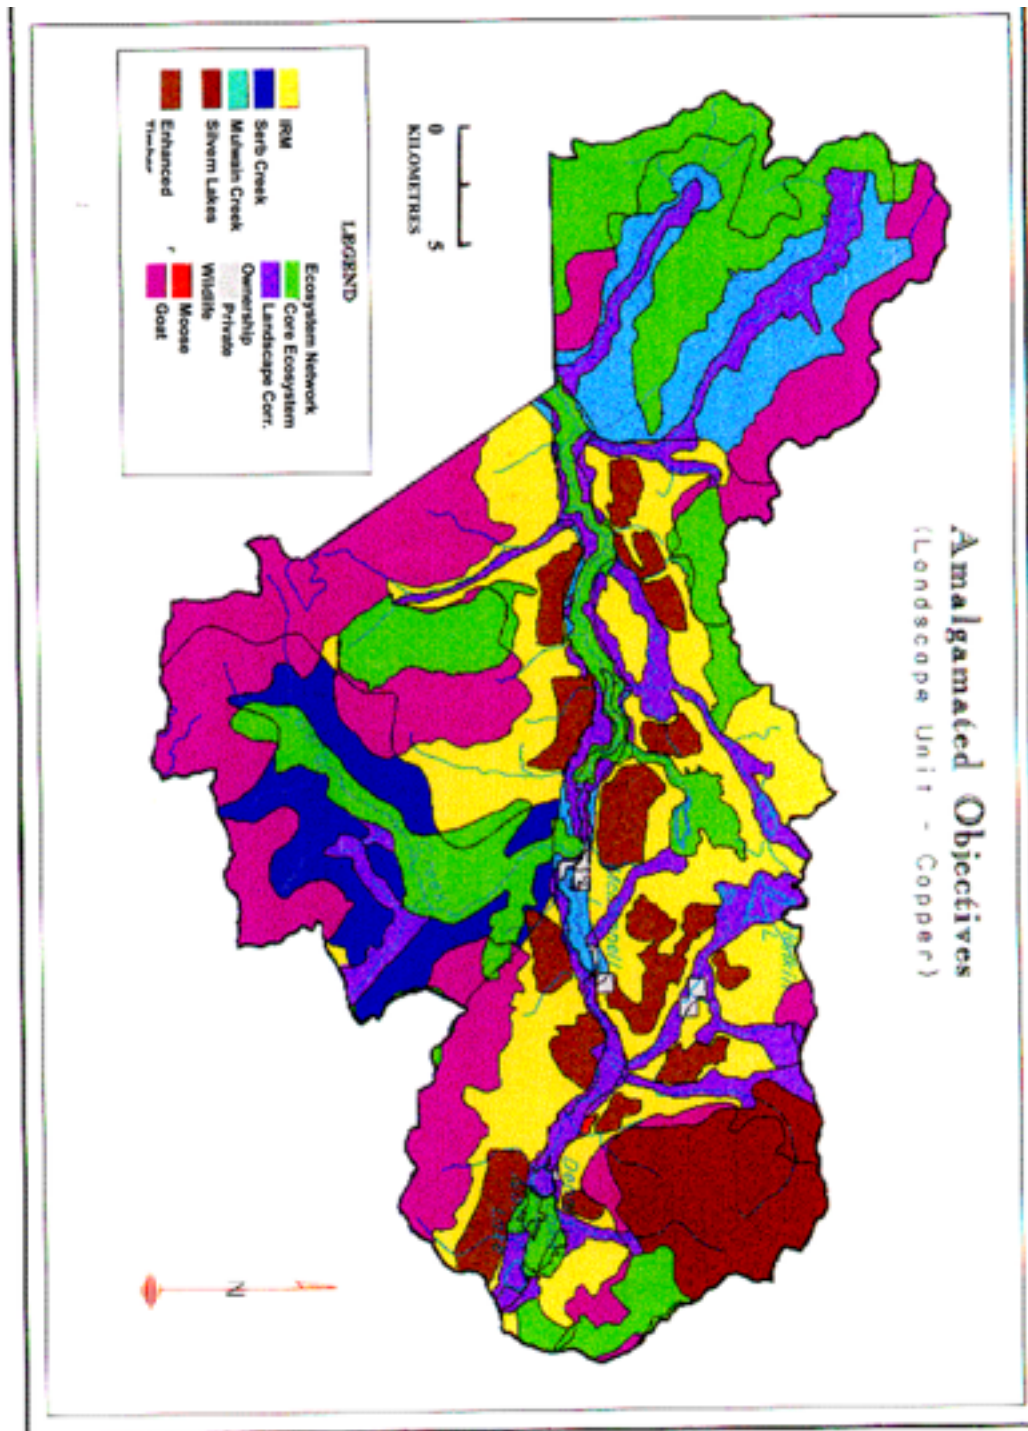 Amalgamated Objectives
(Landscape Unit - Copper)
0 5
KILOMETRES
LEGEND
IRM
Serb Creek
Mulwain Creek
Silvern Lakes
Enhanced
Timber
Ecosystem Network
Core Ecosystem
Landscape Corr.
Ownership
Private
Wildlife
Moose
Goat
N